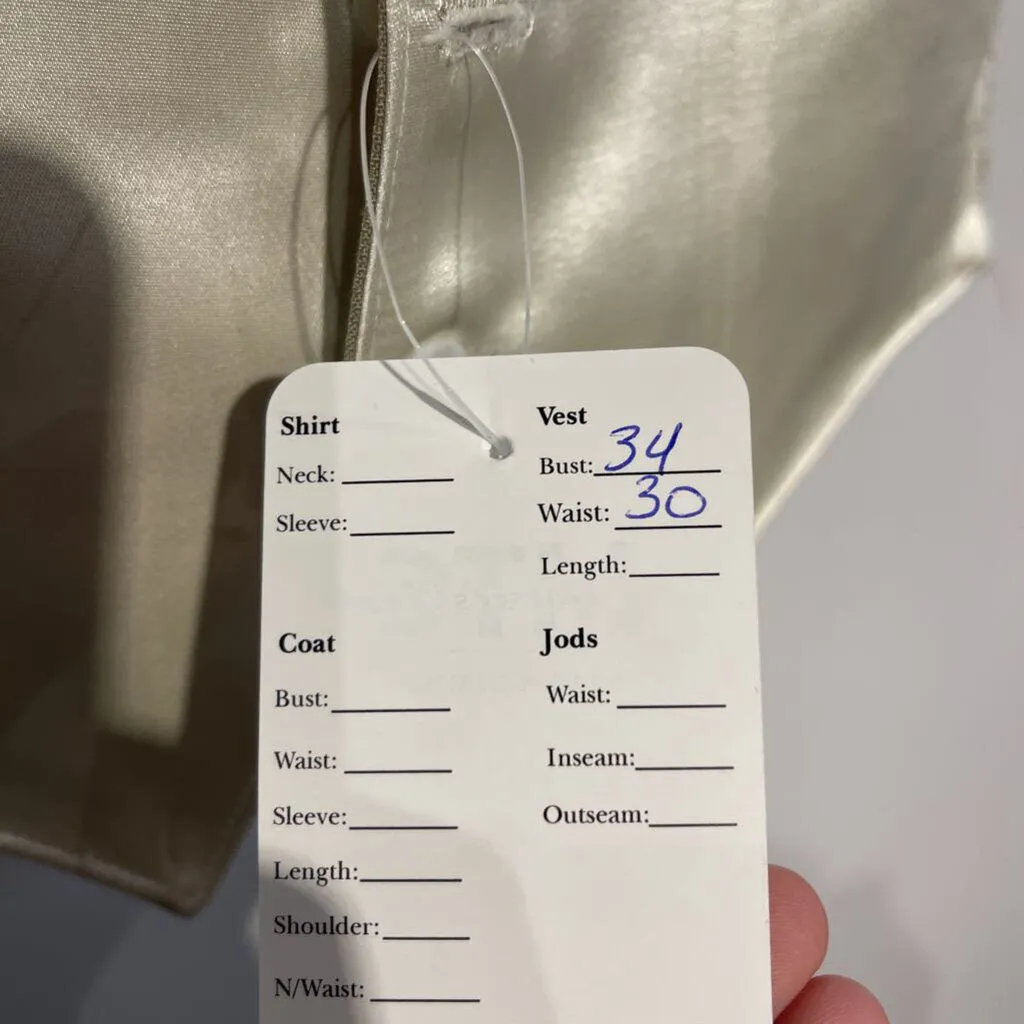 Shirt
Neck:
Sleeve:
Vest
Bust: 34
Waist: 30
Length:
Coat
Bust:
Waist:
Sleeve:
Length:
Shoulder:
N/Waist:
Jods
Waist:
Inseam:
Outseam: